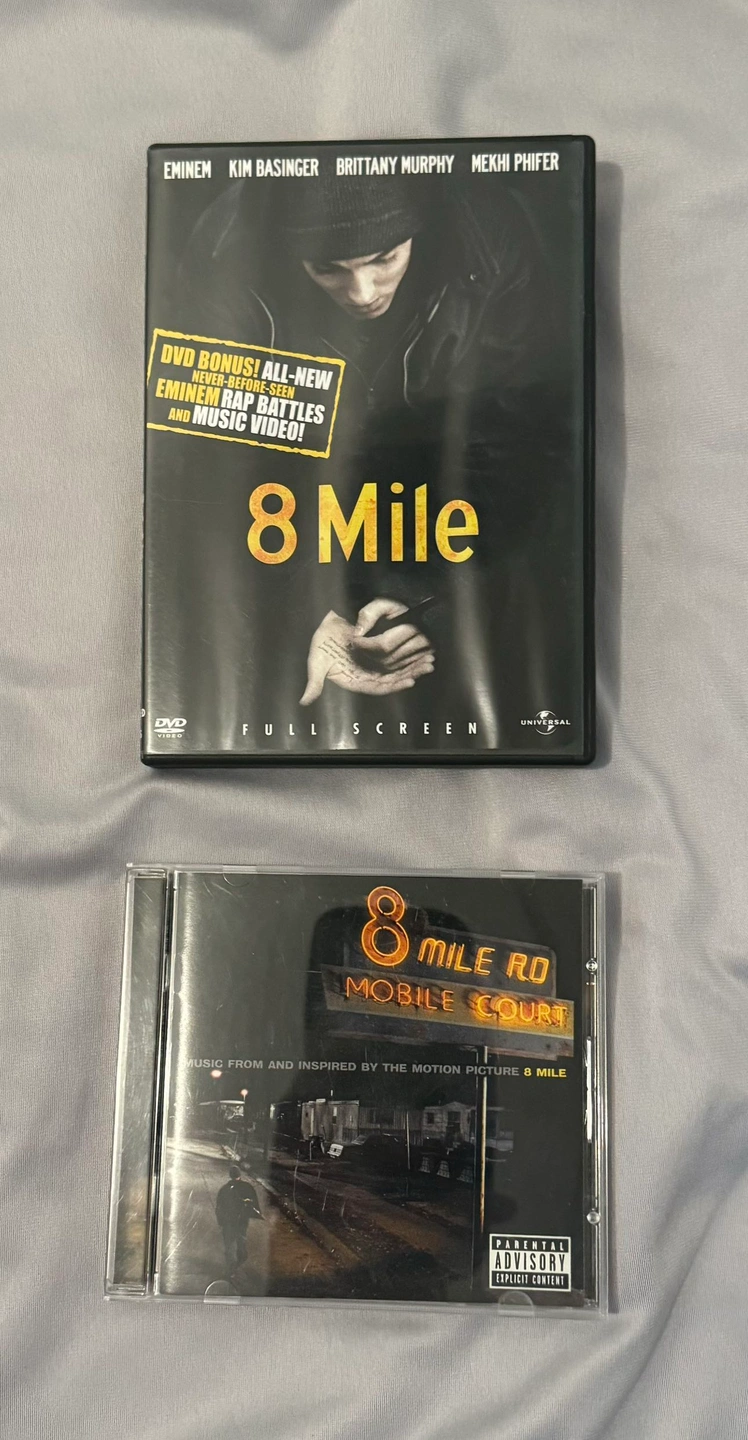 EMINEM KIM BASINGER BRITTANY MURPHY MEKHI PHIFER
DVD BONUS! ALL-NEW
NEVER-BEFORE-SEEN
EMINEM RAP BATTLES
AND MUSIC VIDEO!
8 Mile
DVD
VIDEO
FULL SCREEN
UNIVERSAL
8 MILE RD
MOBILE COURT
MUSIC FROM AND INSPIRED BY THE MOTION PICTURE 8 MILE
PARENTAL
ADVISORY
EXPLICIT CONTENT